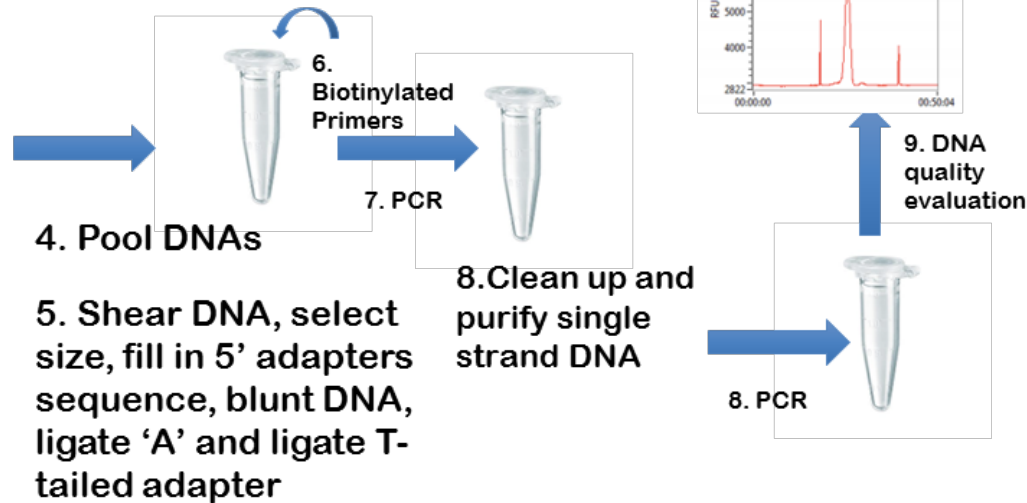 RFU
5000
4000
2822
00:00:00
00:50:04
6.
Biotinylated
Primers
7. PCR
9. DNA
quality
evaluation
4. Pool DNAs
8.Clean up and
purify single
strand DNA
5. Shear DNA, select
size, fill in 5’ adapters
sequence, blunt DNA,
ligate ‘A’ and ligate T-
tailed adapter
8. PCR